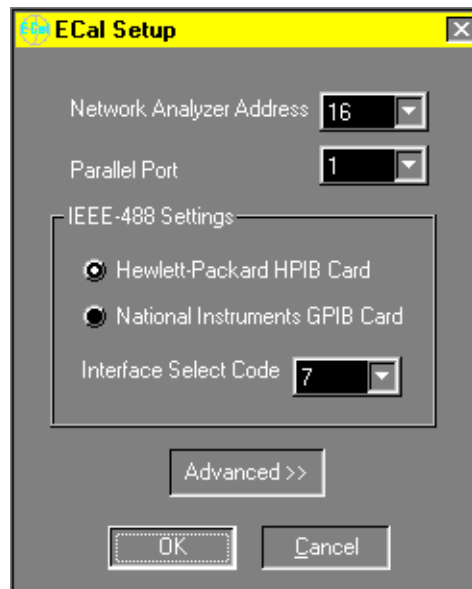 ECal ECal Setup
Network Analyzer Address 16
Parallel Port 1
IEEE-488 Settings
Hewlett-Packard HPIB Card
National Instruments GPIB Card
Interface Select Code 7
Advanced >>
OK Cancel